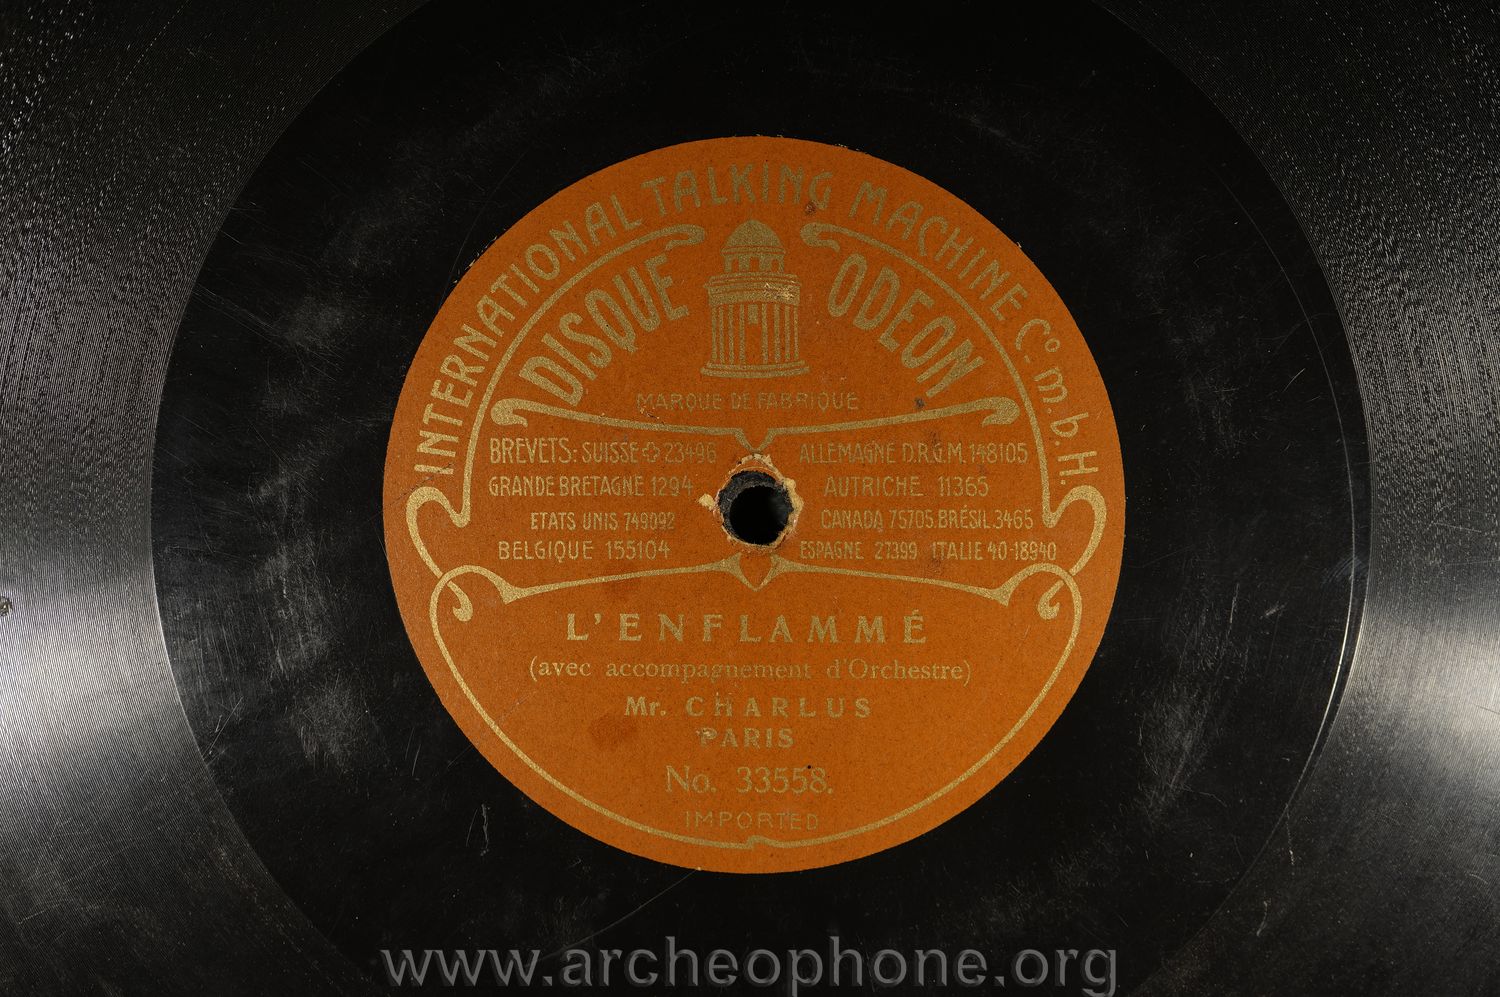 INTERNATIONAL TALKING MACHINE Co. m.b.H.
DISQUE ODEON
MARQUE DE FABRIQUE
BREVETS: SUISSE 23496 ALLEMAGNE D.R.G.M. 148105
GRANDE BRETAGNE 1294 AUTRICHE 11365
ETATS UNIS 749092 CANADA 75705. BRÉSIL 3465
BELGIQUE 155104 ESPAGNE 27399 ITALIE 40-18940
L'ENFLAMMÉ
(avec accompagnement d'Orchestre)
Mr. CHARLUS
PARIS
No. 33558.
IMPORTED
www.archeophone.org